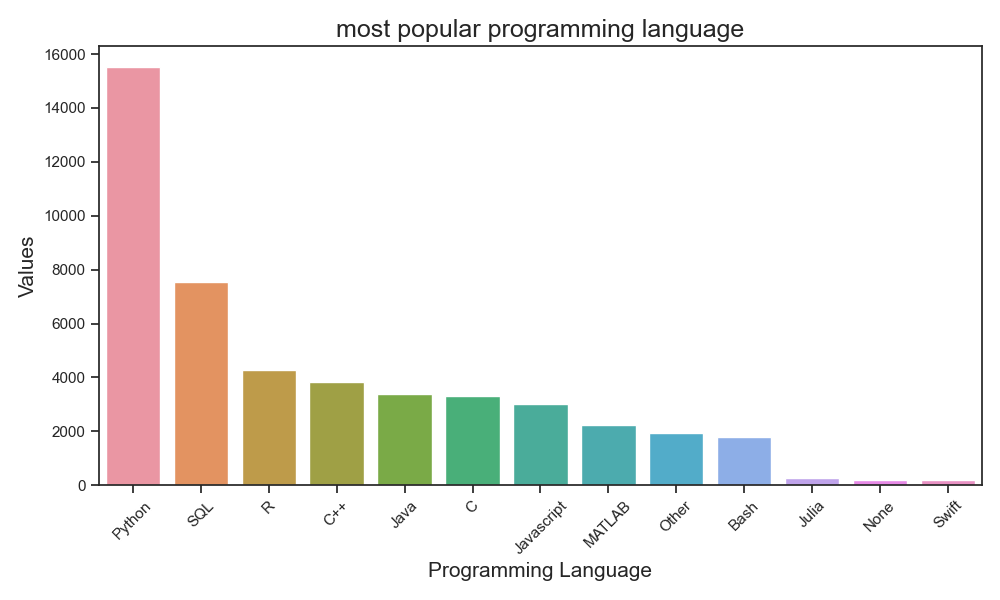 most popular programming language
16000
14000
12000
10000
8000
6000
4000
2000
0
Values
Python
SQL
R
C++
Java
C
Javascript
MATLAB
Other
Bash
Julia
None
Swift
Programming Language